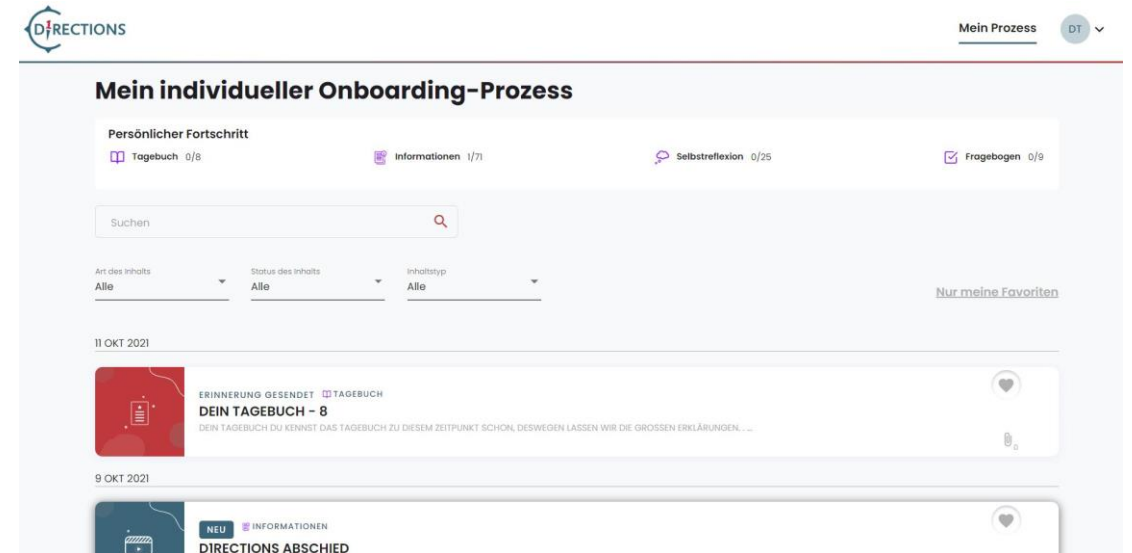 D1RECTIONS
Mein Prozess DT
Mein individueller Onboarding-Prozess
Persönlicher Fortschritt
Tagebuch 0/8 Informationen 1/71 Selbstreflexion 0/25 Fragebogen 0/9
Suchen
Art des Inhalts Status des Inhalts Inhaltstyp
Alle Alle Alle
Nur meine Favoriten
11 OKT 2021
ERINNERUNG GESENDET TAGEBUCH
DEIN TAGEBUCH - 8
DEIN TAGEBUCH DU KENNST DAS TAGEBUCH ZU DIESEM ZEITPUNKT SCHON, DESWEGEN LASSEN WIR DIE GROSSEN ERKLÄRUNGEN. . ...
0
9 OKT 2021
NEU INFORMATIONEN
D1RECTIONS ABSCHIED